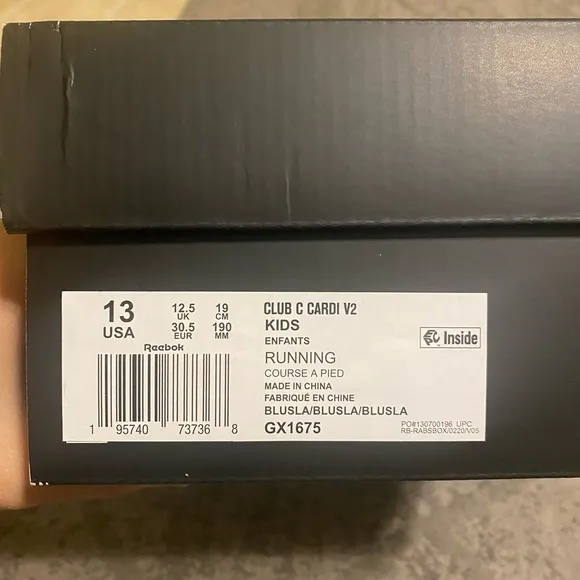 13
USA
12.5 19
UK CM
30.5 190
EUR MM
Reebok
1 95740 73736 8
CLUB C CARDI V2
KIDS
ENFANTS
RUNNING
COURSE A PIED
MADE IN CHINA
FABRIQUÉ EN CHINE
BLUSLA/BLUSLA/BLUSLA
GX1675
Inside
PO#130700196 UPC
RB-RABSBOX/0220/V05